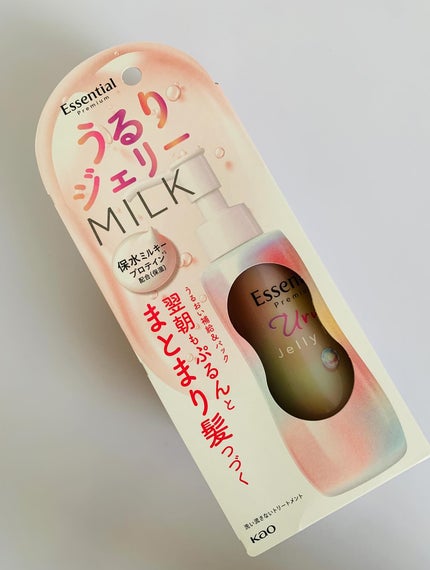 Essential
Premium
うるり
ジェリー
MILK
保水ミルキー
プロテイン
配合(保湿)
うるおい補給&パック
翌朝もぷるんと
まとまり髪つづく
Essen
Premi
Uru
Jelly
洗い流さないトリートメント
Kao